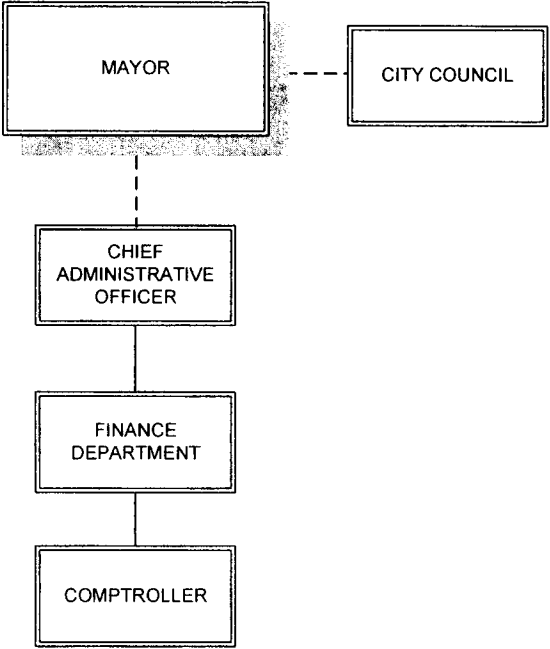 MAYOR
CITY COUNCIL
CHIEF
ADMINISTRATIVE
OFFICER
FINANCE
DEPARTMENT
COMPTROLLER